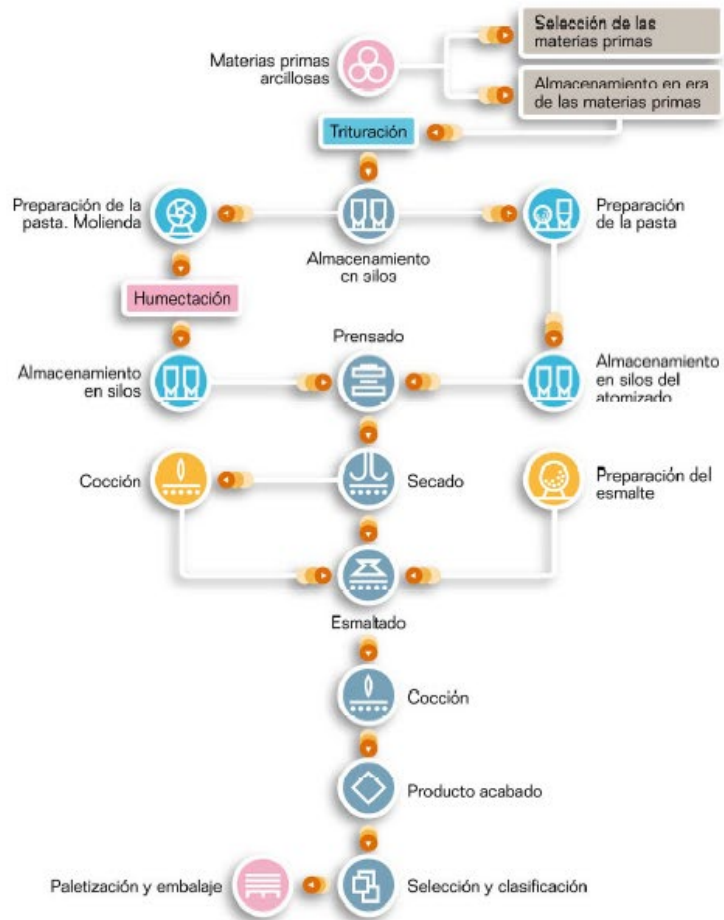 Selección de las
materias primas
Materias primas
arcillosas
Almacenamiento en era
de las materias primas
Trituración
Preparación de la
pasta. Molienda
Preparación
de la pasta
Almacenamiento
en silos
Humectación
Prensado
Almacenamiento
en silos
Almacenamiento
en silos del
atomizado
Cocción
Secado
Preparación del
esmalte
Esmaltado
Cocción
Producto acabado
Paletización y embalaje
Selección y clasificación